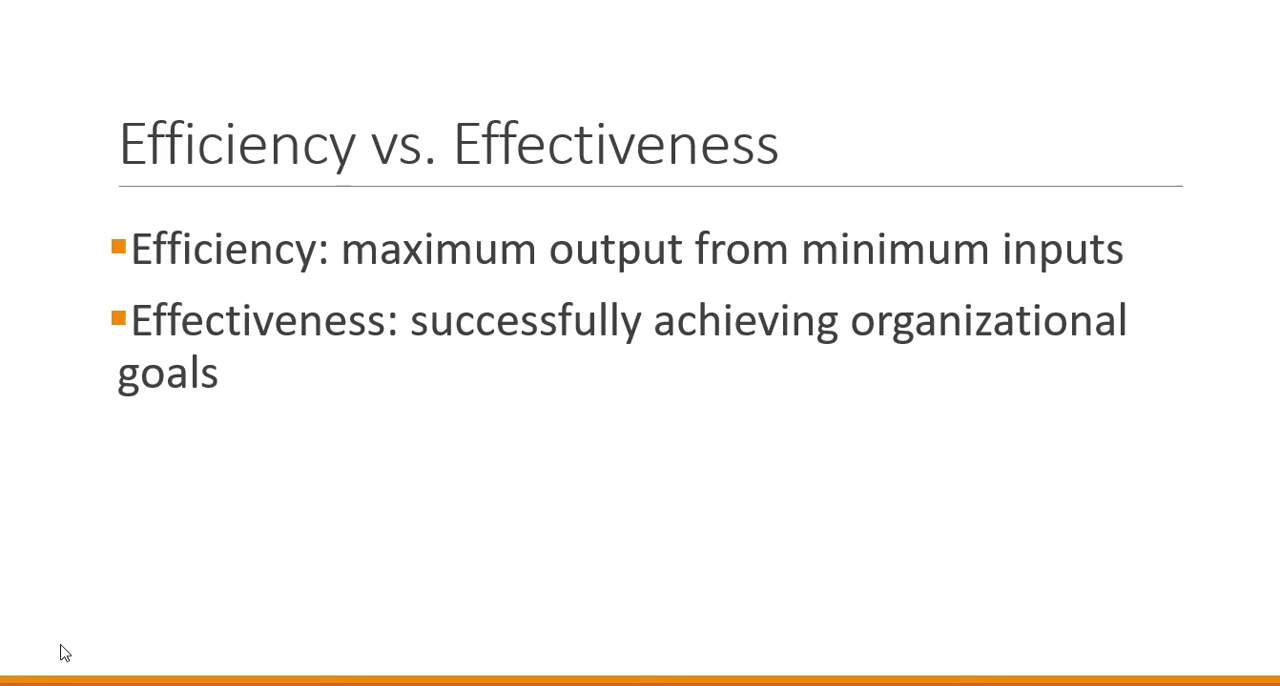 Efficiency vs. Effectiveness
▪Efficiency: maximum output from minimum inputs
▪Effectiveness: successfully achieving organizational
goals